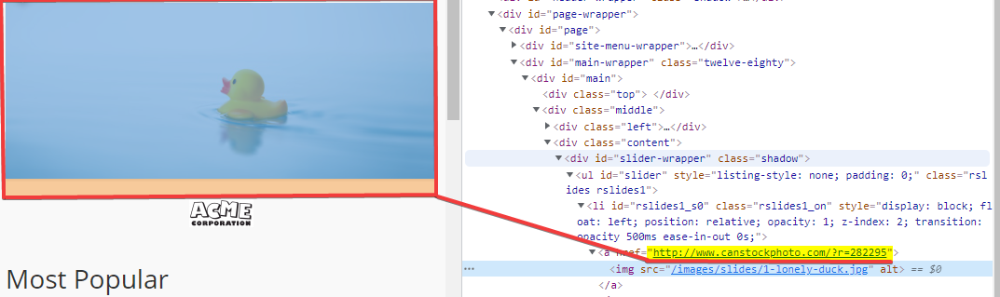 ACME
CORPORATION
Most Popular
<div id="page-wrapper">
<div id="page">
<div id="site-menu-wrapper">…</div>
<div id="main-wrapper" class="twelve-eighty">
<div id="main">
<div class="top"> </div>
<div class="middle">
<div class="left">…</div>
<div class="content">
<div id="slider-wrapper" class="shadow">
<ul id="slider" style="listing-style: none; padding: 0;" class="rsl
ides rslides1">
<li id="rslides1_s0" class="rslides1_on" style="display: block; fl
oat: left; position: relative; opacity: 1; z-index: 2; transition:
opacity 500ms ease-in-out 0s;">
<a href="http://www.canstockphoto.com/?r=282295">
… <img src="/images/slides/1-lonely-duck.jpg" alt> == $0
</a>